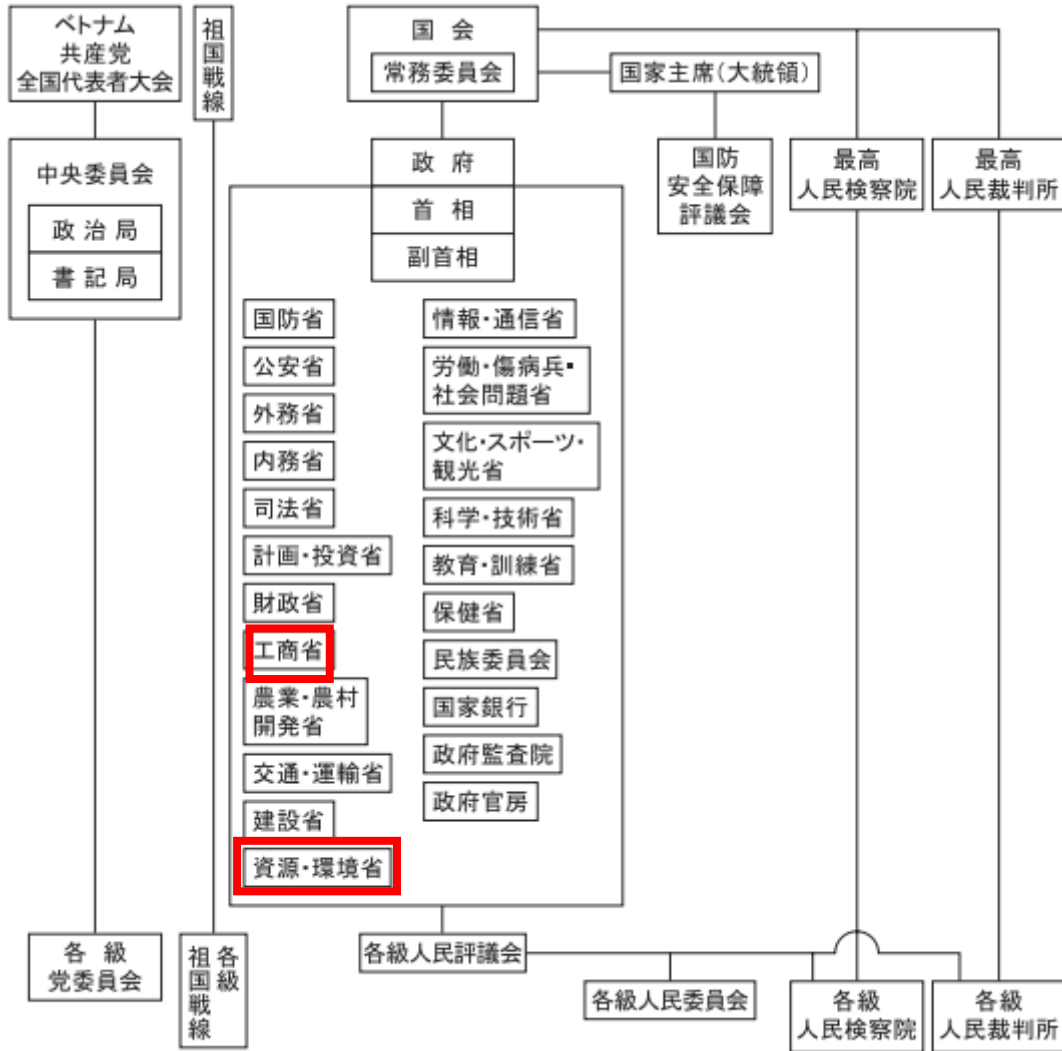 ベトナム
共産党
全国代表者大会
祖国戦線
国会
常務委員会
国家主席(大統領)
中央委員会
政治局
書記局
政府
首相
副首相
国防
安全保障
評議会
最高
人民検察院
最高
人民裁判所
国防省
公安省
外務省
内務省
司法省
計画・投資省
財政省
工商省
農業・農村
開発省
交通・運輸省
建設省
資源・環境省
情報・通信省
労働・傷病兵・
社会問題省
文化・スポーツ・
観光省
科学・技術省
教育・訓練省
保健省
民族委員会
国家銀行
政府監査院
政府官房
各級
党委員会
各級
祖国戦線
各級人民評議会
各級人民委員会
各級
人民検察院
各級
人民裁判所